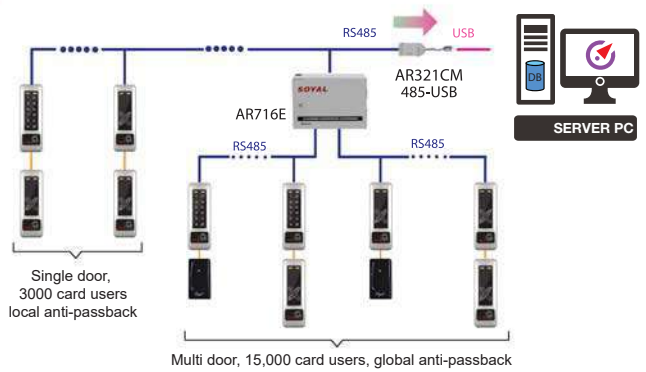 RS485
USB
AR321CM
485-USB
DB
SERVER PC
SOYAL
AR716E
RS485
RS485
Single door,
3000 card users
local anti-passback
Multi door, 15,000 card users, global anti-passback